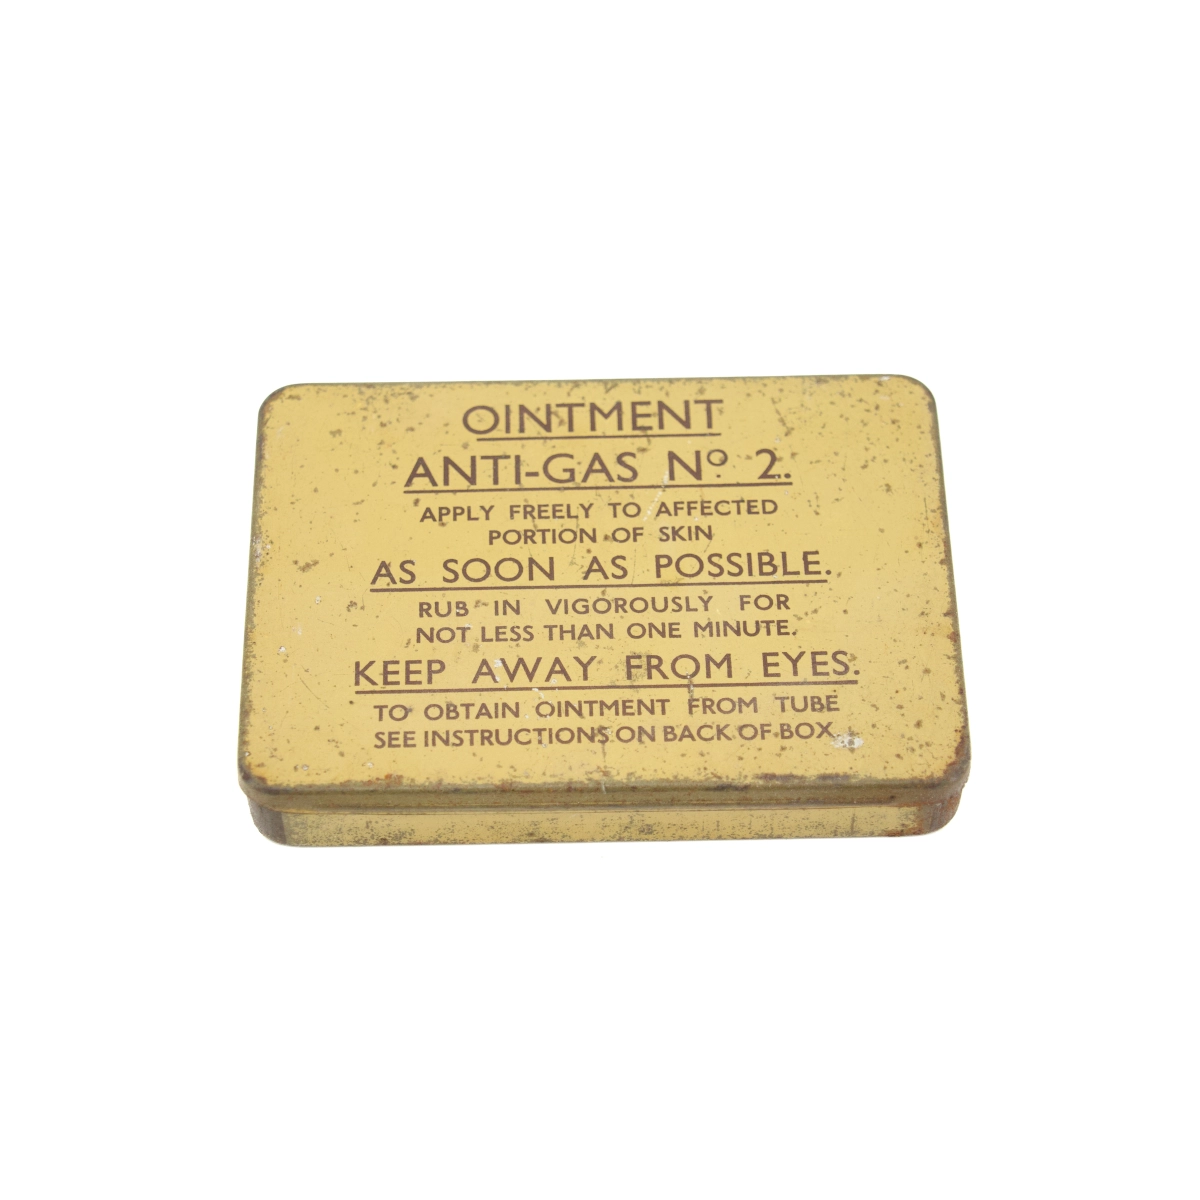 OINTMENT
ANTI-GAS Nº 2.
APPLY FREELY TO AFFECTED
PORTION OF SKIN
AS SOON AS POSSIBLE.
RUB IN VIGOROUSLY FOR
NOT LESS THAN ONE MINUTE.
KEEP AWAY FROM EYES.
TO OBTAIN OINTMENT FROM TUBE
SEE INSTRUCTIONS ON BACK OF BOX.